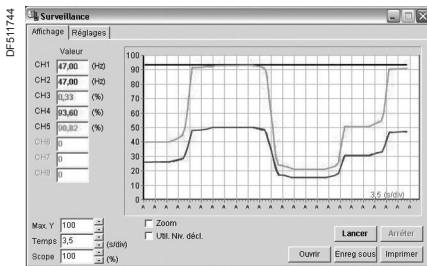 DF511744
Surveillance
Affichage Réglages
Valeur
CH1 47,00 (Hz)
CH2 47,00 (Hz)
CH3 0,33 (%)
CH4 93,60 (%)
CH5 90,82 (%)
CH6 0
CH7 0
CH8 0
100
90
80
70
60
50
40
30
20
10
0
3,5 (s/div)
A A A A A A A A A A A A A A A A A A A A
Max. Y 100
Temps 3,5 (s/div)
Scope 100 (%)
Zoom
Util. Niv. décl.
Lancer Arrêter
Ouvrir Enreg sous Imprimer